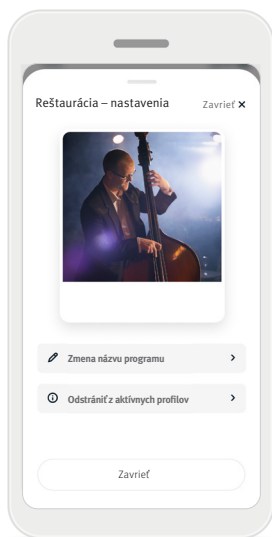 Reštaurácia – nastavenia
Zavrieť ×
Zmena názvu programu
Odstrániť z aktívnych profilov
Zavrieť